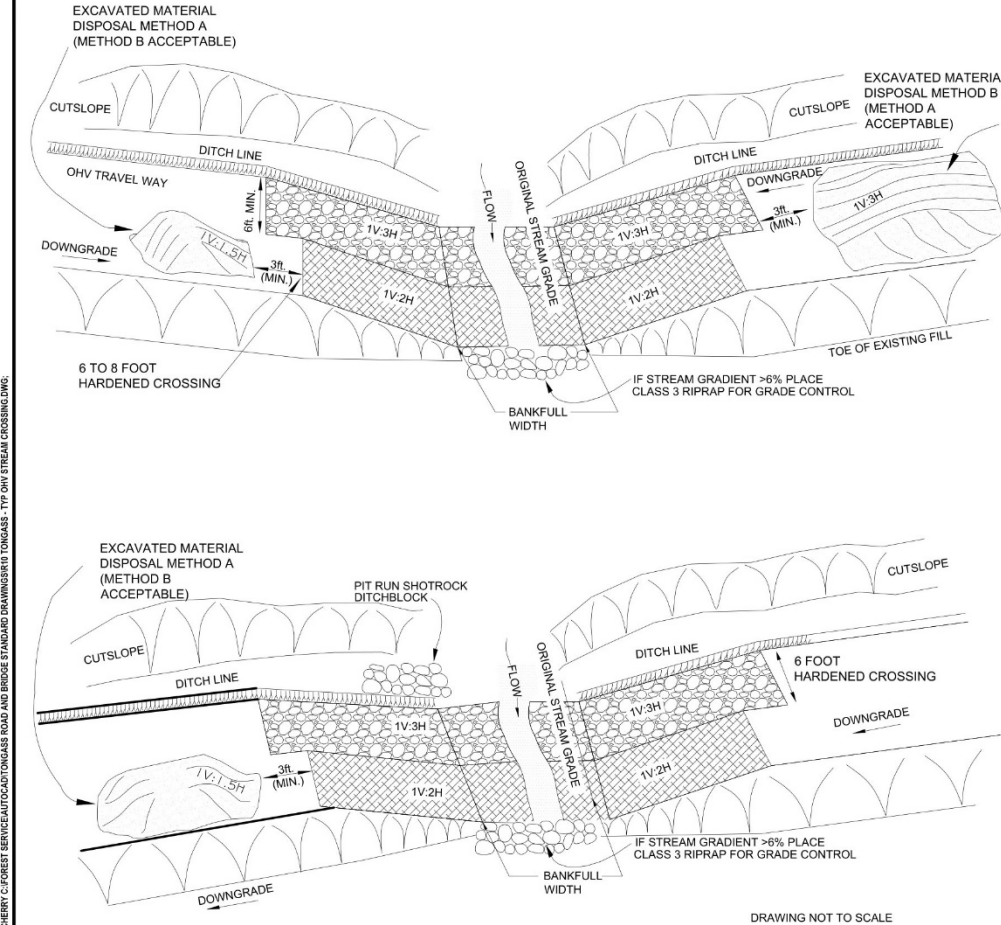 EXCAVATED MATERIAL
DISPOSAL METHOD A
(METHOD B ACCEPTABLE)
EXCAVATED MATERIA
DISPOSAL METHOD B
(METHOD A
ACCEPTABLE)
CUTSLOPE
CUTSLOPE
DITCH LINE
DITCH LINE
OHV TRAVEL WAY
6ft. MIN.
FLOW
ORIGINAL STREAM GRADE
DOWNGRADE
1V:3H
1V:3H
1V:3H
3ft.
(MIN.)
1V:1.5H
DOWNGRADE
3ft.
(MIN.)
1V:2H
1V:2H
TOE OF EXISTING FILL
6 TO 8 FOOT
HARDENED CROSSING
IF STREAM GRADIENT >6% PLACE
CLASS 3 RIPRAP FOR GRADE CONTROL
BANKFULL
WIDTH
EXCAVATED MATERIAL
DISPOSAL METHOD A
(METHOD B
ACCEPTABLE)
PIT RUN SHOTROCK
DITCHBLOCK
CUTSLOPE
CUTSLOPE
DITCH LINE
DITCH LINE
FLOW
ORIGINAL STREAM GRADE
6 FOOT
HARDENED CROSSING
1V:3H
1V:3H
DOWNGRADE
1V:1.5H
3ft.
(MIN.)
1V:2H
1V:2H
IF STREAM GRADIENT >6% PLACE
CLASS 3 RIPRAP FOR GRADE CONTROL
BANKFULL
WIDTH
DOWNGRADE
DRAWING NOT TO SCALE
CHERRY C:\FOREST SERVICE\AUTOCAD\TONGASS ROAD AND BRIDGE STANDARD DRAWINGS\R10 TONGASS - TYP OHV STREAM CROSSING.DWG;